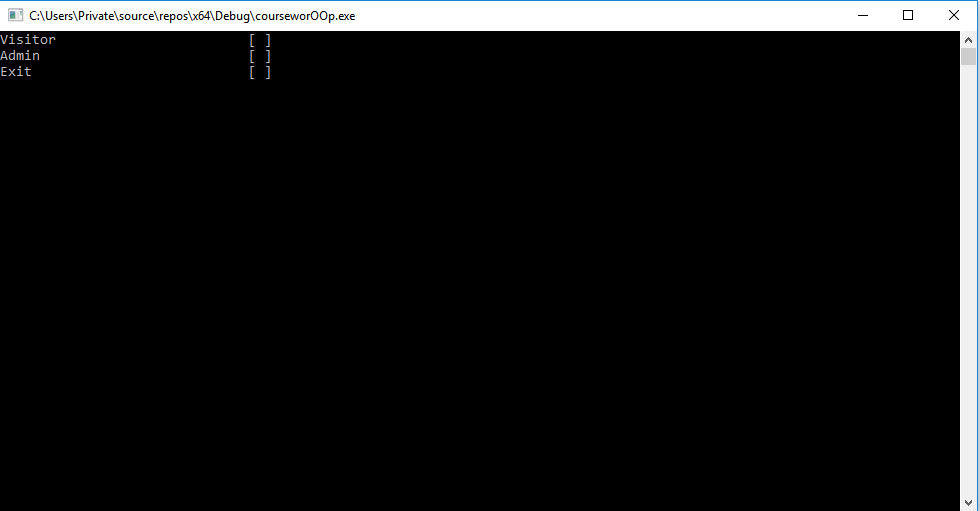 C:\Users\Private\source\repos\x64\Debug\courseworOOp.exe
Visitor [ ]
Admin [ ]
Exit [ ]